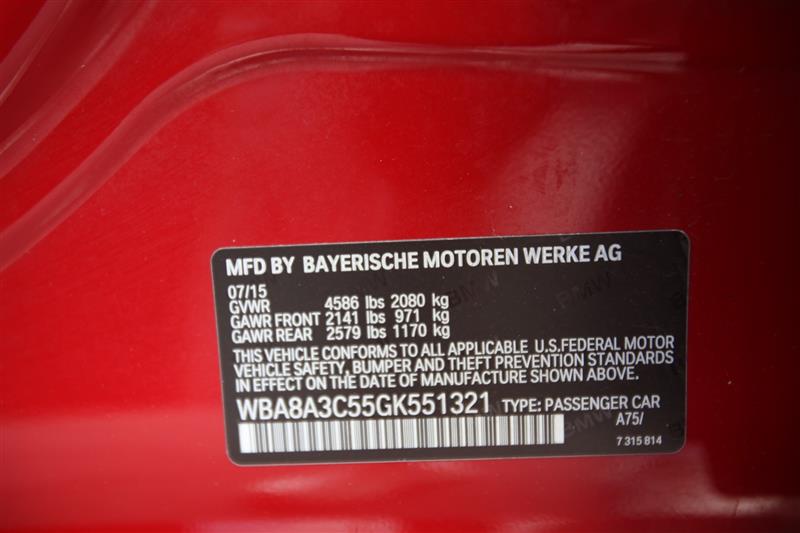 MFD BY BAYERISCHE MOTOREN WERKE AG
07/15
GVWR 4586 lbs 2080 kg
GAWR FRONT 2141 lbs 971 kg
GAWR REAR 2579 lbs 1170 kg
THIS VEHICLE CONFORMS TO ALL APPLICABLE U.S.FEDERAL MOTOR
VEHICLE SAFETY, BUMPER AND THEFT PREVENTION STANDARDS
IN EFFECT ON THE DATE OF MANUFACTURE SHOWN ABOVE.
WBA8A3C55GK551321 TYPE: PASSENGER CAR
A75/
7 315 814